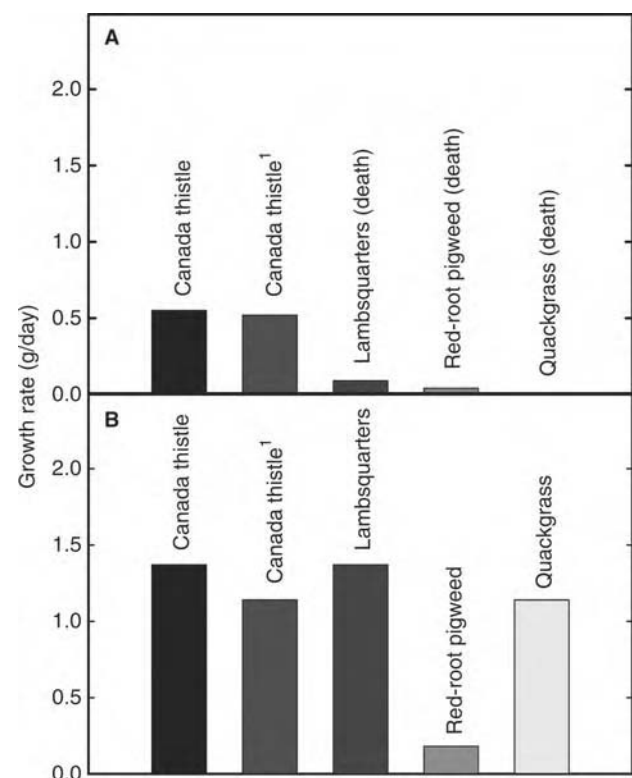 A
2.0
1.5
1.0
0.5
0.0
Canada thistle
Canada thistle¹
Lambsquarters (death)
Red-root pigweed (death)
Quackgrass (death)
Growth rate (g/day)
B
2.0
1.5
1.0
0.5
0.0
Canada thistle
Canada thistle¹
Lambsquarters
Red-root pigweed
Quackgrass